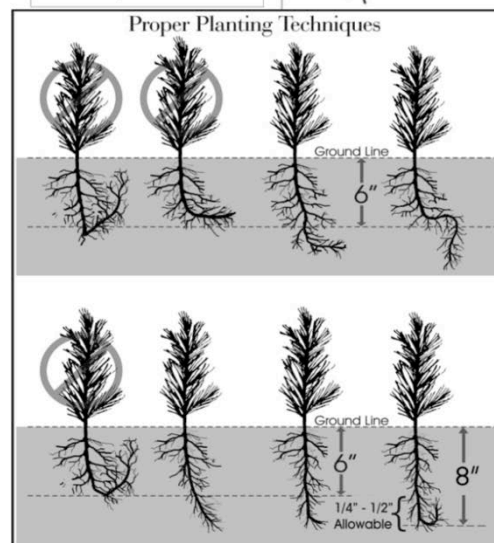 Proper Planting Techniques
Ground Line
6"
Ground Line
6"
8"
1/4" - 1/2"
Allowable